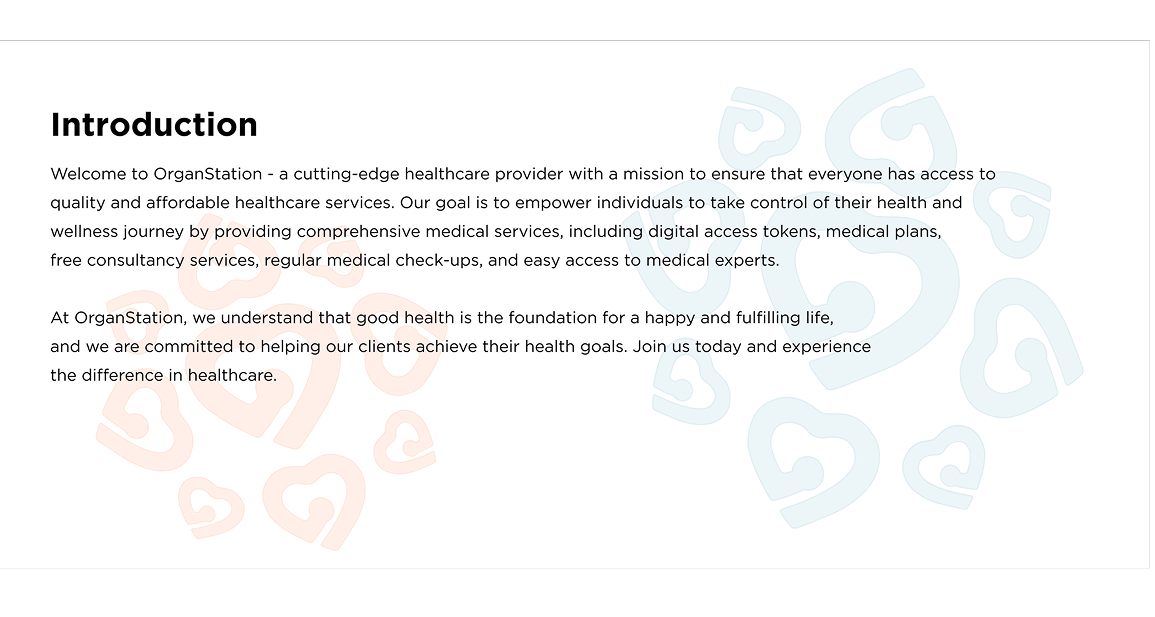 Introduction
Welcome to OrganStation - a cutting-edge healthcare provider with a mission to ensure that everyone has access to
quality and affordable healthcare services. Our goal is to empower individuals to take control of their health and
wellness journey by providing comprehensive medical services, including digital access tokens, medical plans,
free consultancy services, regular medical check-ups, and easy access to medical experts.
At OrganStation, we understand that good health is the foundation for a happy and fulfilling life,
and we are committed to helping our clients achieve their health goals. Join us today and experience
the difference in healthcare.